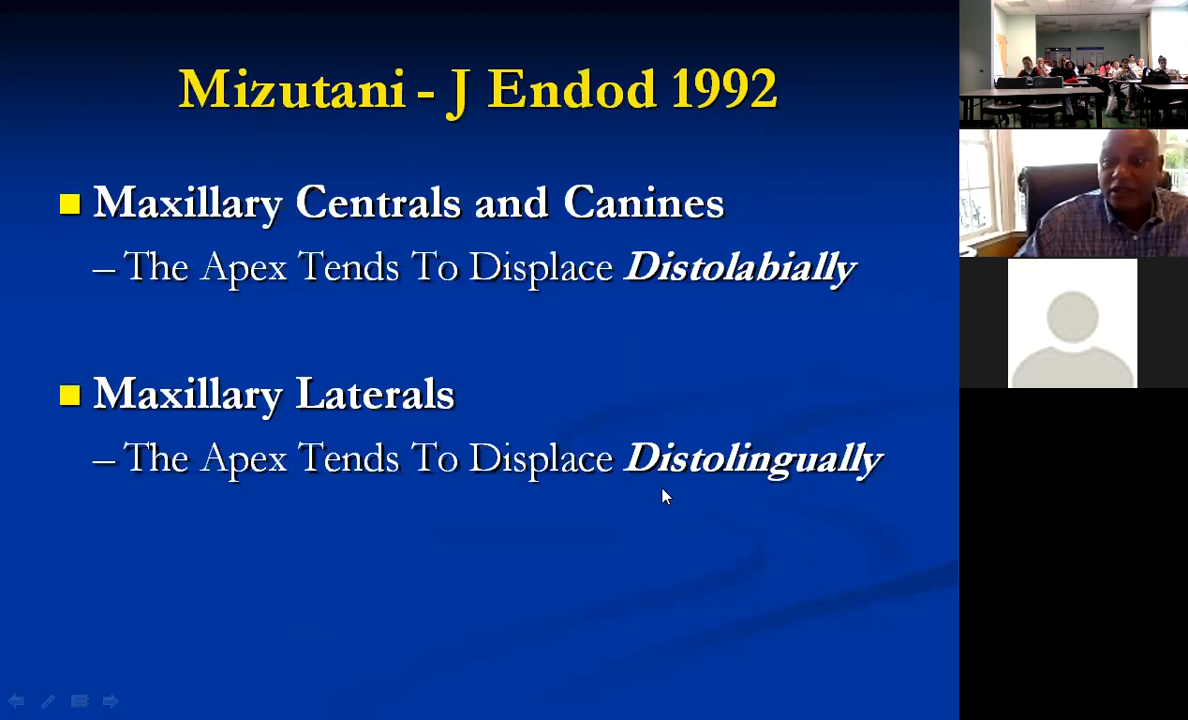 Mizutani - J Endod 1992
Maxillary Centrals and Canines
– The Apex Tends To Displace Distolabially
Maxillary Laterals
– The Apex Tends To Displace Distolingually